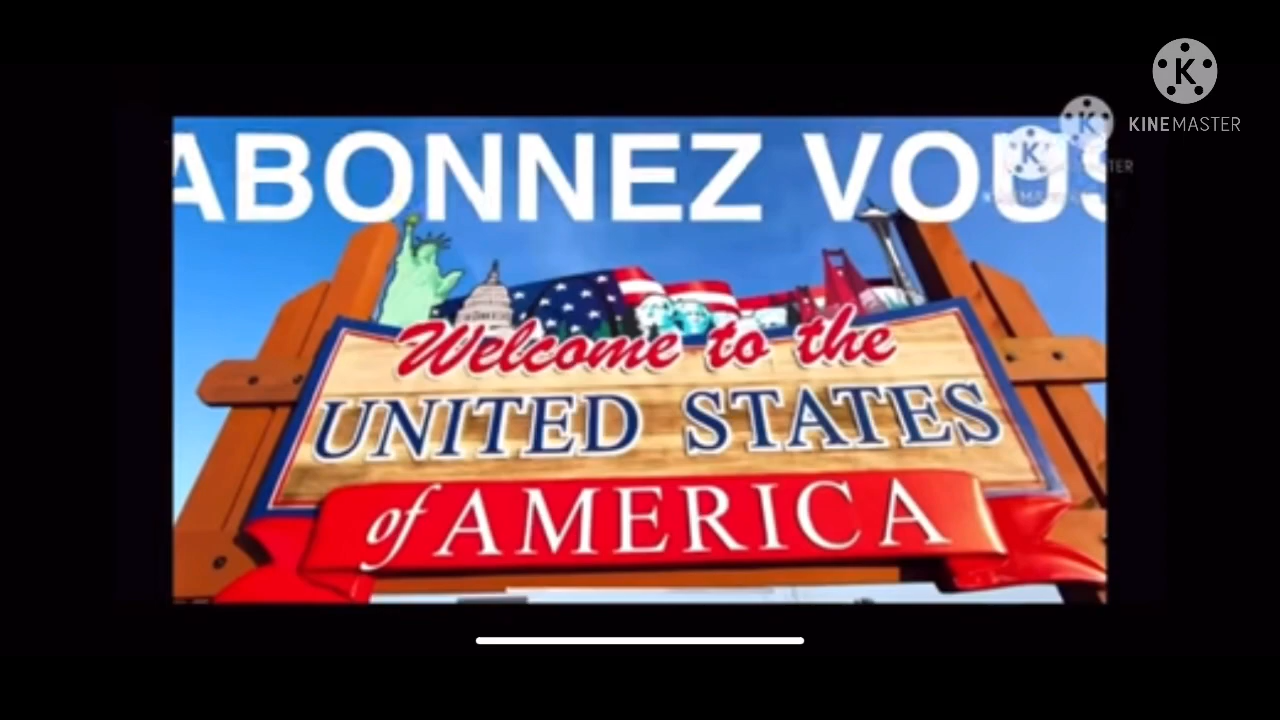 KINEMASTER
ABONNEZ VOUS
Welcome to the
UNITED STATES
of AMERICA